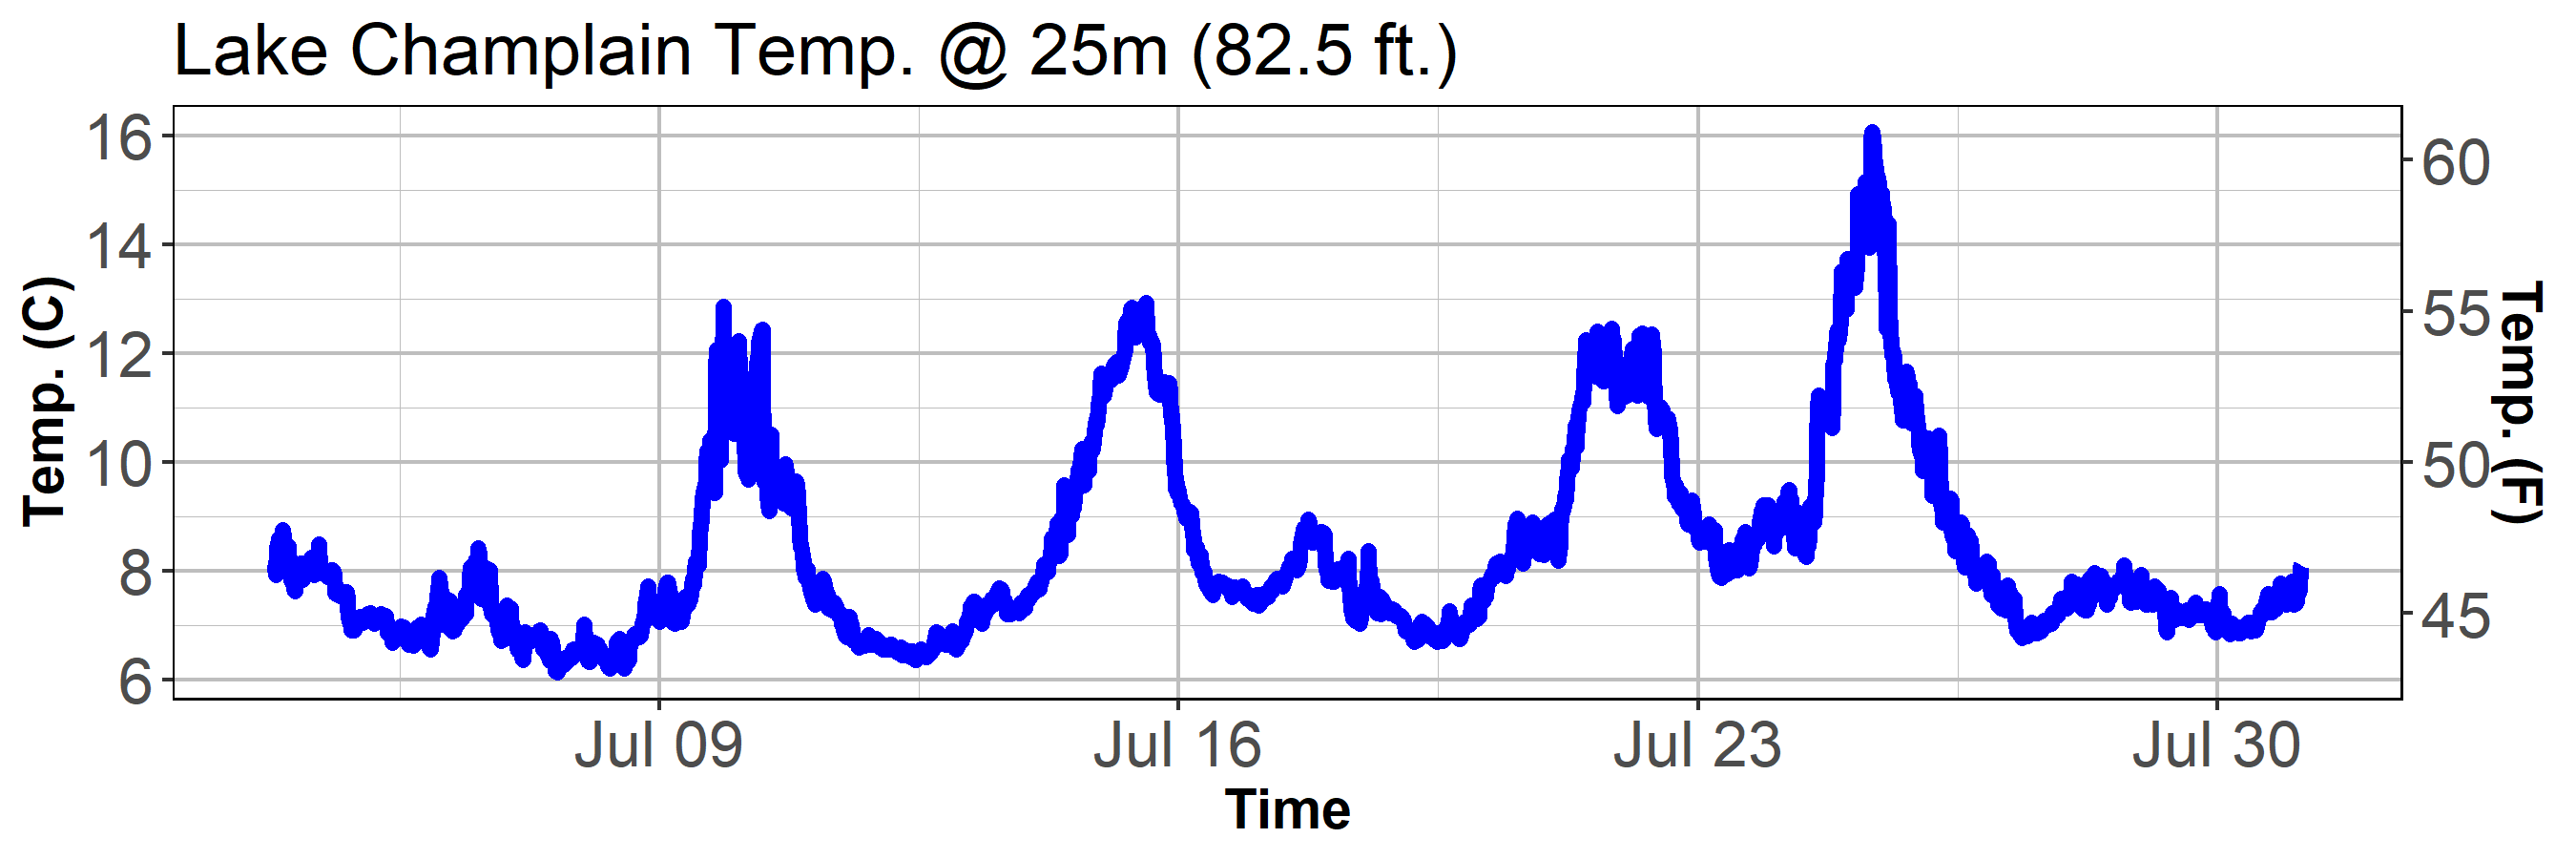 Lake Champlain Temp. @ 25m (82.5 ft.)
Temp. (C)
16
14
12
10
8
6
60
55
50
45
Temp. (F)
Jul 09 Jul 16 Jul 23 Jul 30
Time